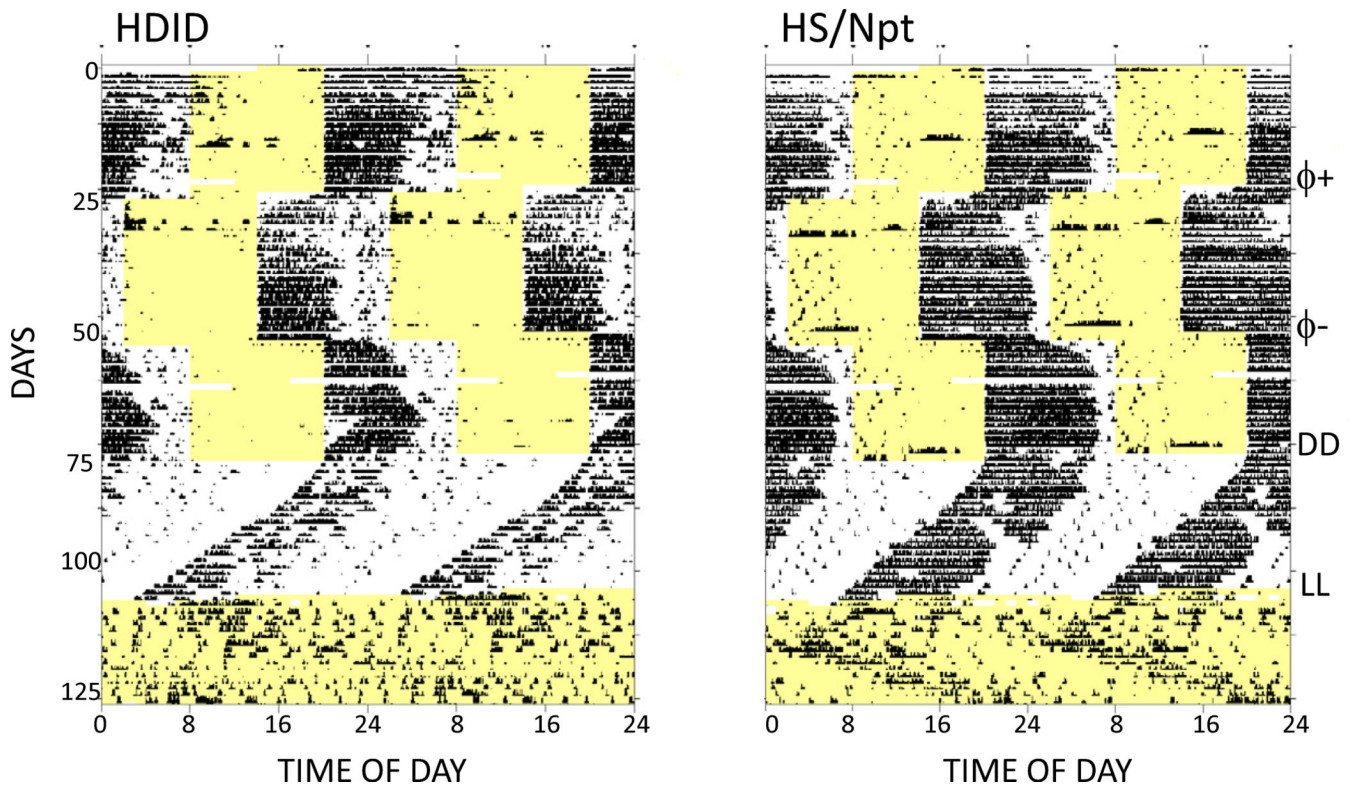 HDID
HS/Npt
0
25
50
75
100
125
DAYS
0 8 16 24 8 16 24
TIME OF DAY
ϕ+
ϕ-
DD
LL
0 8 16 24 8 16 24
TIME OF DAY